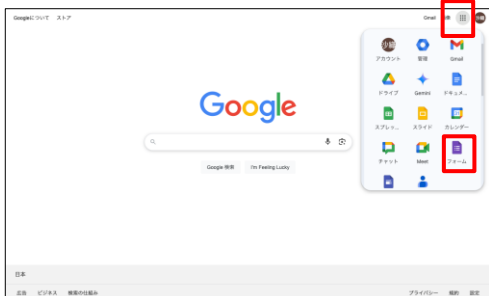 Googleについて ストア
Gmail
アカウント 管理 Gmail
ドライブ Gemini ドキュメ...
スプレッ... スライド カレンダー
チャット Meet フォーム
Google
Google 検索 I'm Feeling Lucky
日本
広告 ビジネス 検索の仕組み
プライバシー 規約 設定